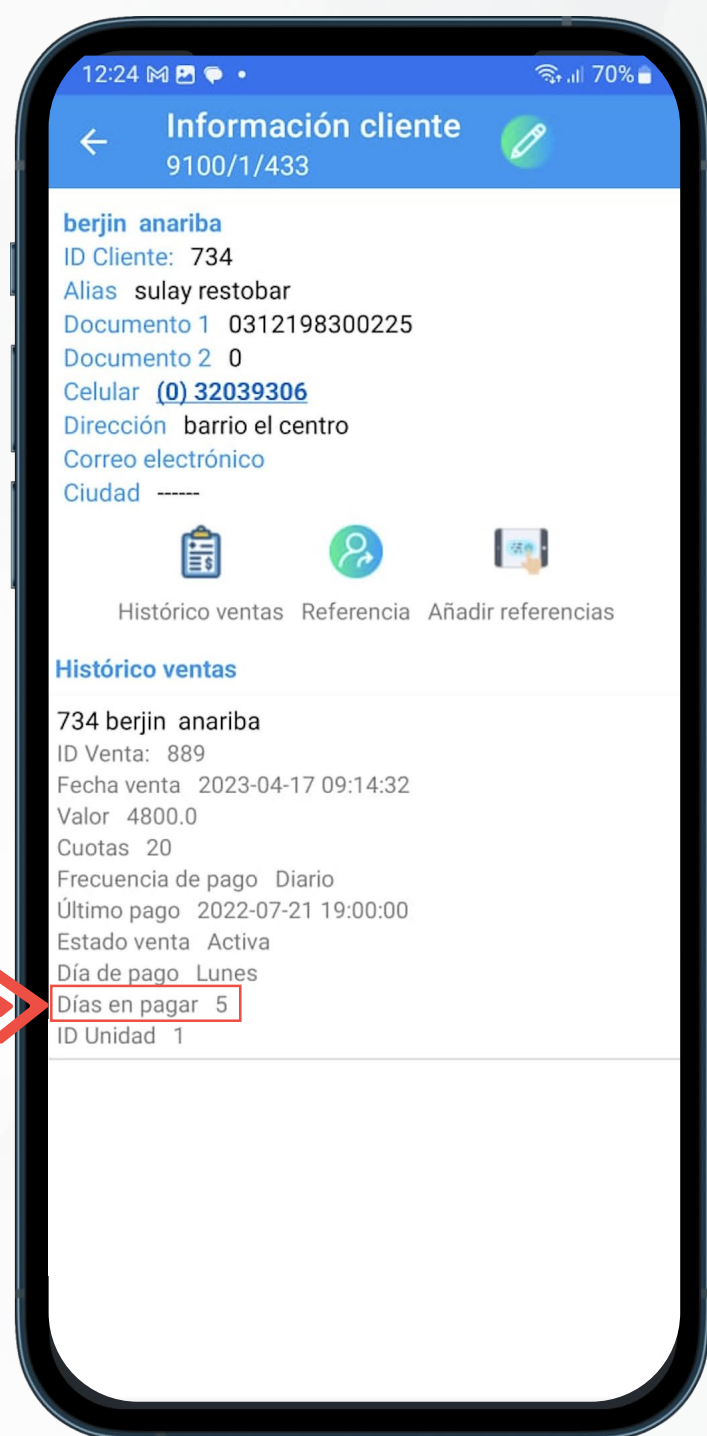 12:24
70%
Información cliente
9100/1/433
berjin anariba
ID Cliente: 734
Alias sulay restobar
Documento 1 0312198300225
Documento 2 0
Celular (0) 32039306
Dirección barrio el centro
Correo electrónico
Ciudad ------
Histórico ventas Referencia Añadir referencias
Histórico ventas
734 berjin anariba
ID Venta: 889
Fecha venta 2023-04-17 09:14:32
Valor 4800.0
Cuotas 20
Frecuencia de pago Diario
Último pago 2022-07-21 19:00:00
Estado venta Activa
Día de pago Lunes
Días en pagar 5
ID Unidad 1